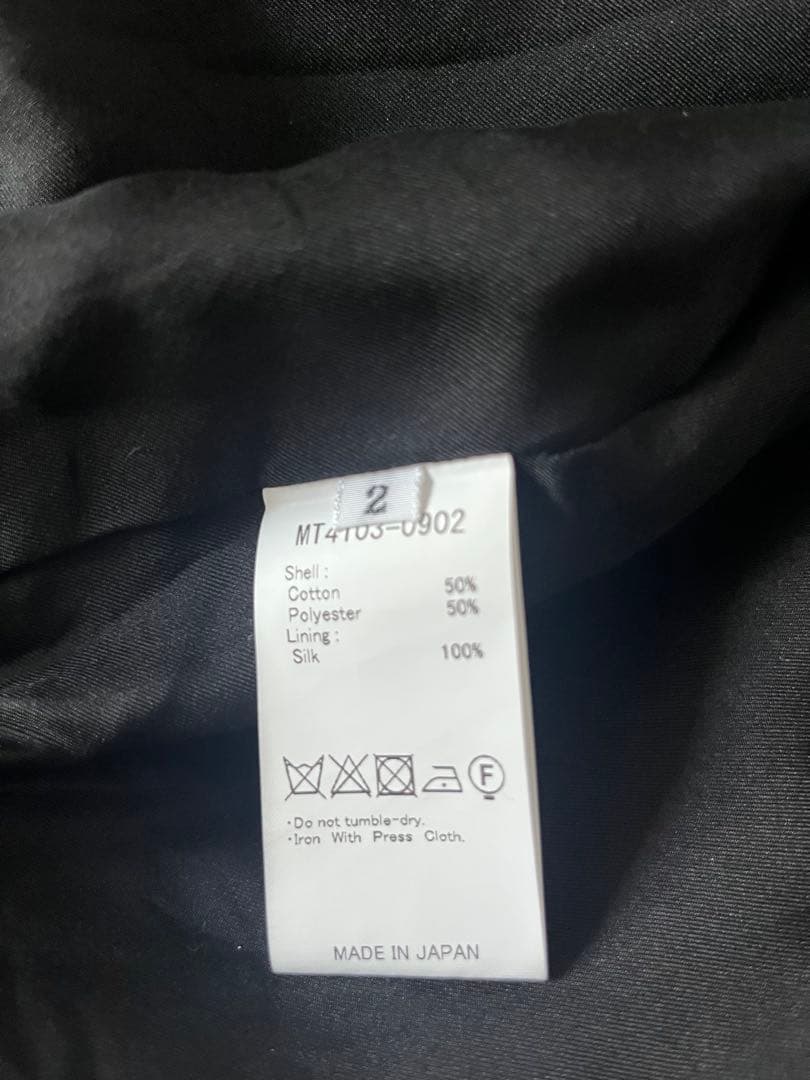 2
MT4103-0902
Shell:
Cotton 50%
Polyester 50%
Lining:
Silk 100%
F
・Do not tumble-dry.
・Iron With Press Cloth.
MADE IN JAPAN